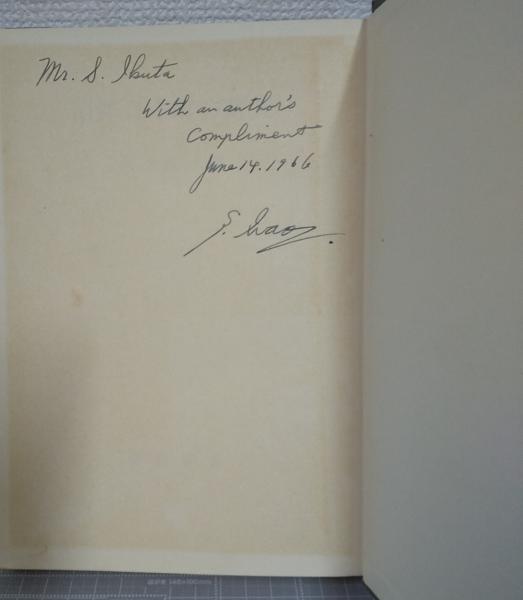 Mr. S. Ikuta
With an author's
Compliment
June 14. 1966
S.